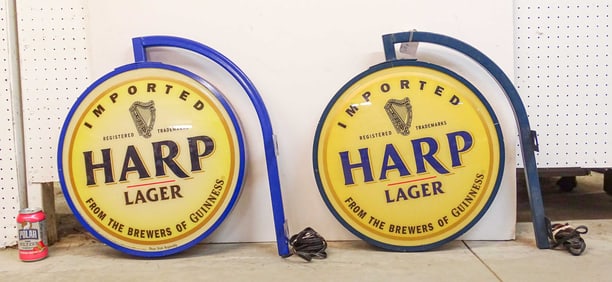 IMPORTED
REGISTERED TRADEMARKS
HARP
LAGER
FROM THE BREWERS OF GUINNESS
IMPORTED
REGISTERED TRADEMARKS
HARP
LAGER
FROM THE BREWERS OF GUINNESS
POLAR